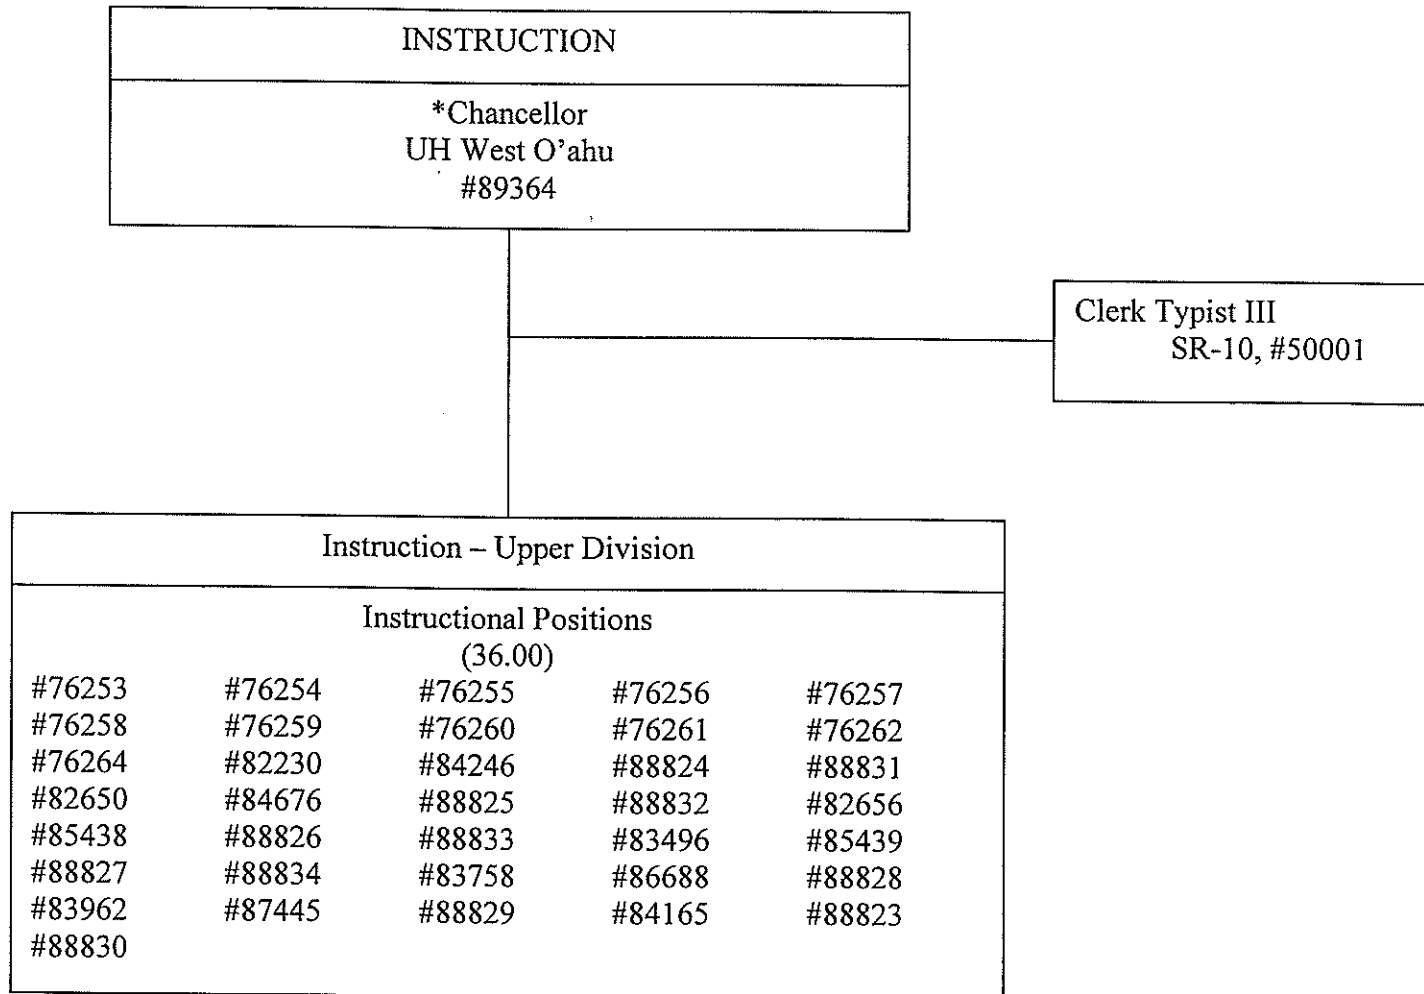 INSTRUCTION
*Chancellor
UH West O'ahu
#89364
Clerk Typist III
SR-10, #50001
Instruction – Upper Division
Instructional Positions
(36.00)
#76253 #76254 #76255 #76256 #76257
#76258 #76259 #76260 #76261 #76262
#76264 #82230 #84246 #88824 #88831
#82650 #84676 #88825 #88832 #82656
#85438 #88826 #88833 #83496 #85439
#88827 #88834 #83758 #86688 #88828
#83962 #87445 #88829 #84165 #88823
#88830